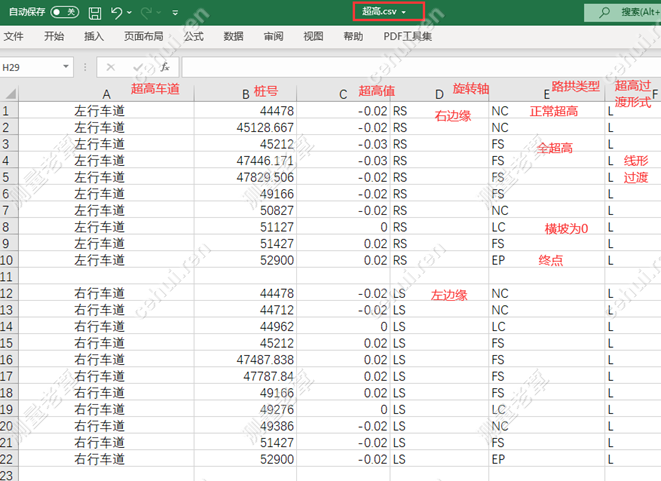 自动保存 关 超高.csv 搜索(Alt+
文件 开始 插入 页面布局 公式 数据 审阅 视图 帮助 PDF工具集
H29 fx
超高车道 桩号 超高值 旋转轴 路拱类型 超高过渡形式
A B C D E F
1 左行车道 44478 -0.02 RS 右边缘 NC 正常超高 L
2 左行车道 45128.667 -0.02 RS NC L
3 左行车道 45212 -0.03 RS FS 全超高 L
4 左行车道 47446.171 -0.03 RS FS L 线形
5 左行车道 47829.506 -0.02 RS FS L 过渡
6 左行车道 49166 -0.02 RS FS L
7 左行车道 50827 -0.02 RS NC L
8 左行车道 51127 0 RS LC 横坡为0 L
9 左行车道 51427 0.02 RS FS L
10 左行车道 52900 0.02 RS EP 终点 L
11
12 右行车道 44478 -0.02 LS 左边缘 NC L
13 右行车道 44712 -0.02 LS NC L
14 右行车道 44962 0 LS LC L
15 右行车道 45212 0.02 LS FS L
16 右行车道 47487.838 0.02 LS FS L
17 右行车道 47787.84 0.02 LS FS L
18 右行车道 49166 0.02 LS FS L
19 右行车道 49276 0 LS LC L
20 右行车道 49386 -0.02 LS NC L
21 右行车道 51427 -0.02 LS FS L
22 右行车道 52900 -0.02 LS EP L
23
测量老覃 cehui.ren